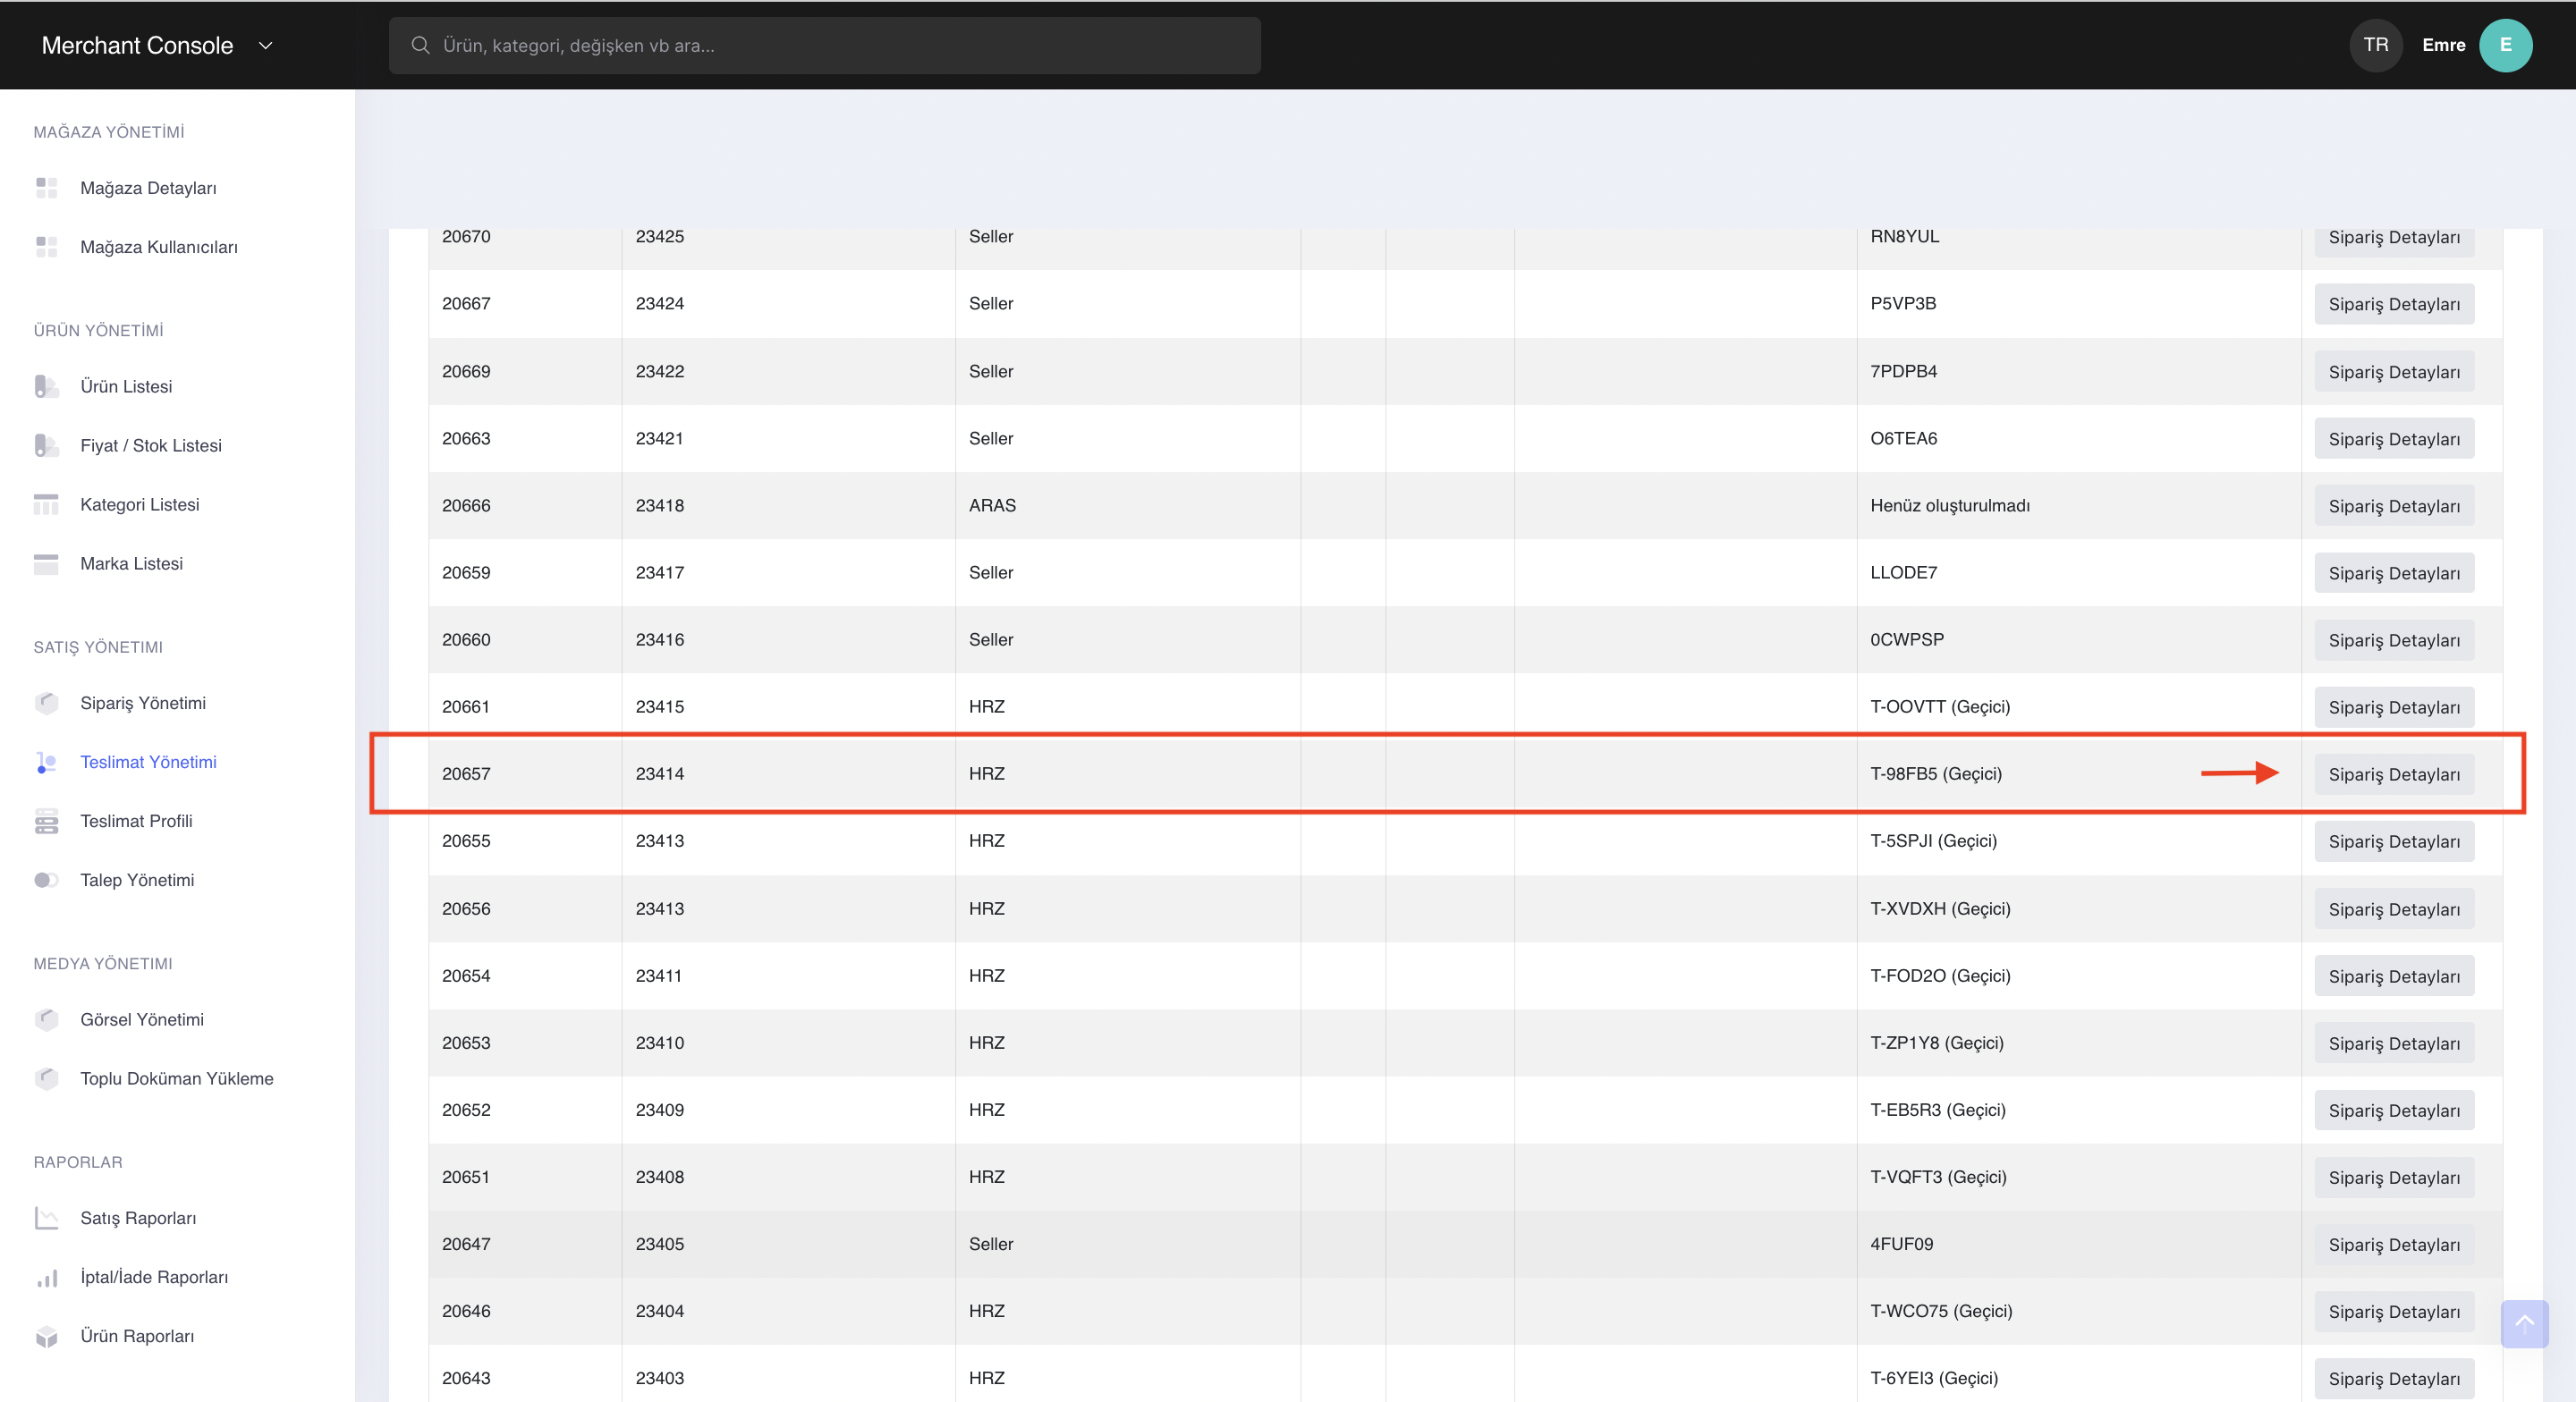 Merchant Console
Ürün, kategori, değişken vb ara...
TR Emre E
MAĞAZA YÖNETİMİ
Mağaza Detayları
Mağaza Kullanıcıları
ÜRÜN YÖNETİMİ
Ürün Listesi
Fiyat / Stok Listesi
Kategori Listesi
Marka Listesi
SATIŞ YÖNETIMI
Sipariş Yönetimi
Teslimat Yönetimi
Teslimat Profili
Talep Yönetimi
MEDYA YÖNETIMI
Görsel Yönetimi
Toplu Doküman Yükleme
RAPORLAR
Satış Raporları
İptal/İade Raporları
Ürün Raporları
20670 23425 Seller RN8YUL Sipariş Detayları
20667 23424 Seller P5VP3B Sipariş Detayları
20669 23422 Seller 7PDPB4 Sipariş Detayları
20663 23421 Seller O6TEA6 Sipariş Detayları
20666 23418 ARAS Henüz oluşturulmadı Sipariş Detayları
20659 23417 Seller LLODE7 Sipariş Detayları
20660 23416 Seller 0CWPSP Sipariş Detayları
20661 23415 HRZ T-OOVTT (Geçici) Sipariş Detayları
20657 23414 HRZ T-98FB5 (Geçici) Sipariş Detayları
20655 23413 HRZ T-5SPJI (Geçici) Sipariş Detayları
20656 23413 HRZ T-XVDXH (Geçici) Sipariş Detayları
20654 23411 HRZ T-FOD2O (Geçici) Sipariş Detayları
20653 23410 HRZ T-ZP1Y8 (Geçici) Sipariş Detayları
20652 23409 HRZ T-EB5R3 (Geçici) Sipariş Detayları
20651 23408 HRZ T-VQFT3 (Geçici) Sipariş Detayları
20647 23405 Seller 4FUF09 Sipariş Detayları
20646 23404 HRZ T-WCO75 (Geçici) Sipariş Detayları
20643 23403 HRZ T-6YEI3 (Geçici) Sipariş Detayları